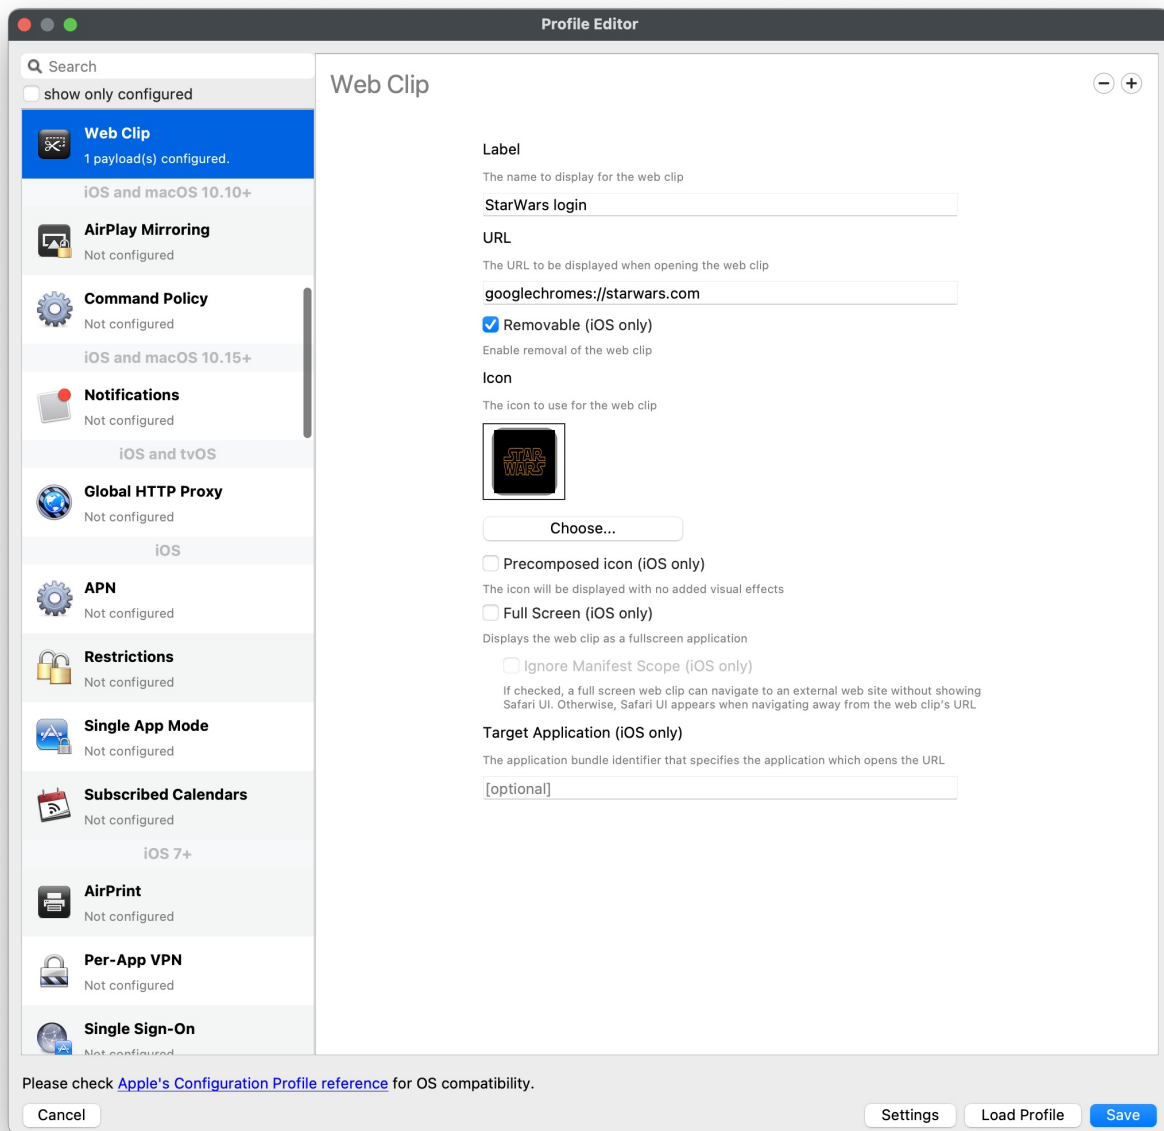 Profile Editor
Search
show only configured
Web Clip
1 payload(s) configured.
iOS and macOS 10.10+
AirPlay Mirroring
Not configured
Command Policy
Not configured
iOS and macOS 10.15+
Notifications
Not configured
iOS and tvOS
Global HTTP Proxy
Not configured
iOS
APN
Not configured
Restrictions
Not configured
Single App Mode
Not configured
Subscribed Calendars
Not configured
iOS 7+
AirPrint
Not configured
Per-App VPN
Not configured
Single Sign-On
Not configured
Web Clip
Label
The name to display for the web clip
StarWars login
URL
The URL to be displayed when opening the web clip
googlechromes://starwars.com
Removable (iOS only)
Enable removal of the web clip
Icon
The icon to use for the web clip
STAR
WARS
Choose...
Precomposed icon (iOS only)
The icon will be displayed with no added visual effects
Full Screen (iOS only)
Displays the web clip as a fullscreen application
Ignore Manifest Scope (iOS only)
If checked, a full screen web clip can navigate to an external web site without showing
Safari UI. Otherwise, Safari UI appears when navigating away from the web clip's URL
Target Application (iOS only)
The application bundle identifier that specifies the application which opens the URL
[optional]
Please check Apple's Configuration Profile reference for OS compatibility.
Cancel
Settings
Load Profile
Save